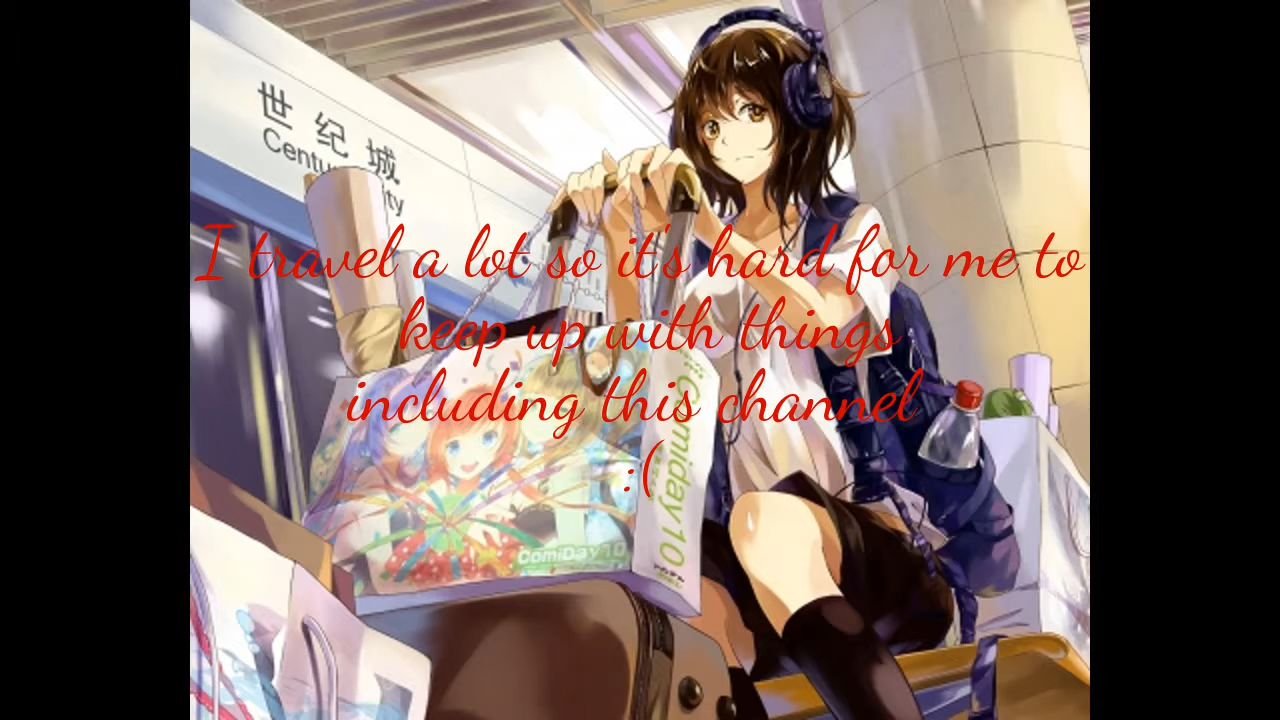 世纪城
I travel a lot so it's hard for me to
keep up with things
including this channel
:(
Comiday10
ComiDay10